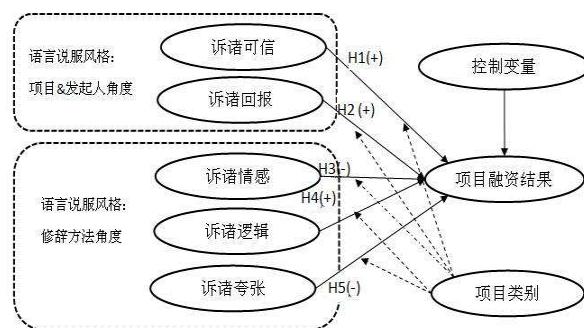 语言说服风格：
项目&发起人角度
诉诸可信
诉诸回报
H1(+)
H2 (+)
控制变量
语言说服风格：
修辞方法角度
诉诸情感
诉诸逻辑
诉诸夸张
H3(-)
H4(+)
H5(-)
项目融资结果
项目类别